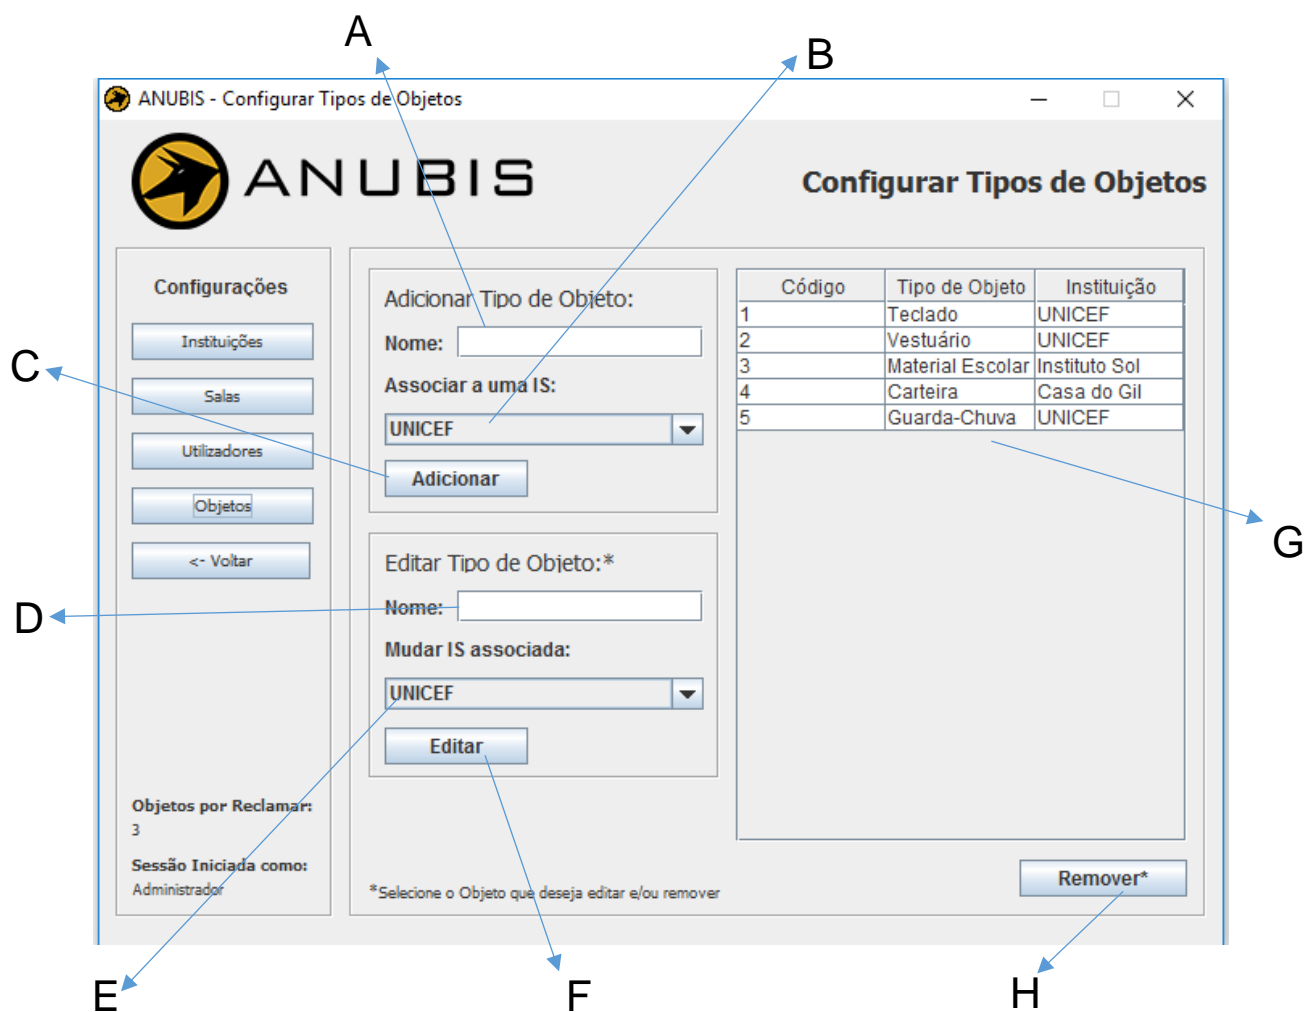 A
B
ANUBIS - Configurar Tipos de Objetos
ANUBIS
Configurar Tipos de Objetos
Configurações
Instituições
Salas
Utilizadores
Objetos
<- Voltar
Objetos por Reclamar:
3
Sessão Iniciada como:
Administrador
C
D
Adicionar Tipo de Objeto:
Nome:
Associar a uma IS:
UNICEF
Adicionar
Editar Tipo de Objeto:*
Nome:
Mudar IS associada:
UNICEF
Editar
*Selecione o Objeto que deseja editar e/ou remover
Código Tipo de Objeto Instituição
1 Teclado UNICEF
2 Vestuário UNICEF
3 Material Escolar Instituto Sol
4 Carteira Casa do Gil
5 Guarda-Chuva UNICEF
G
Remover*
E
F
H